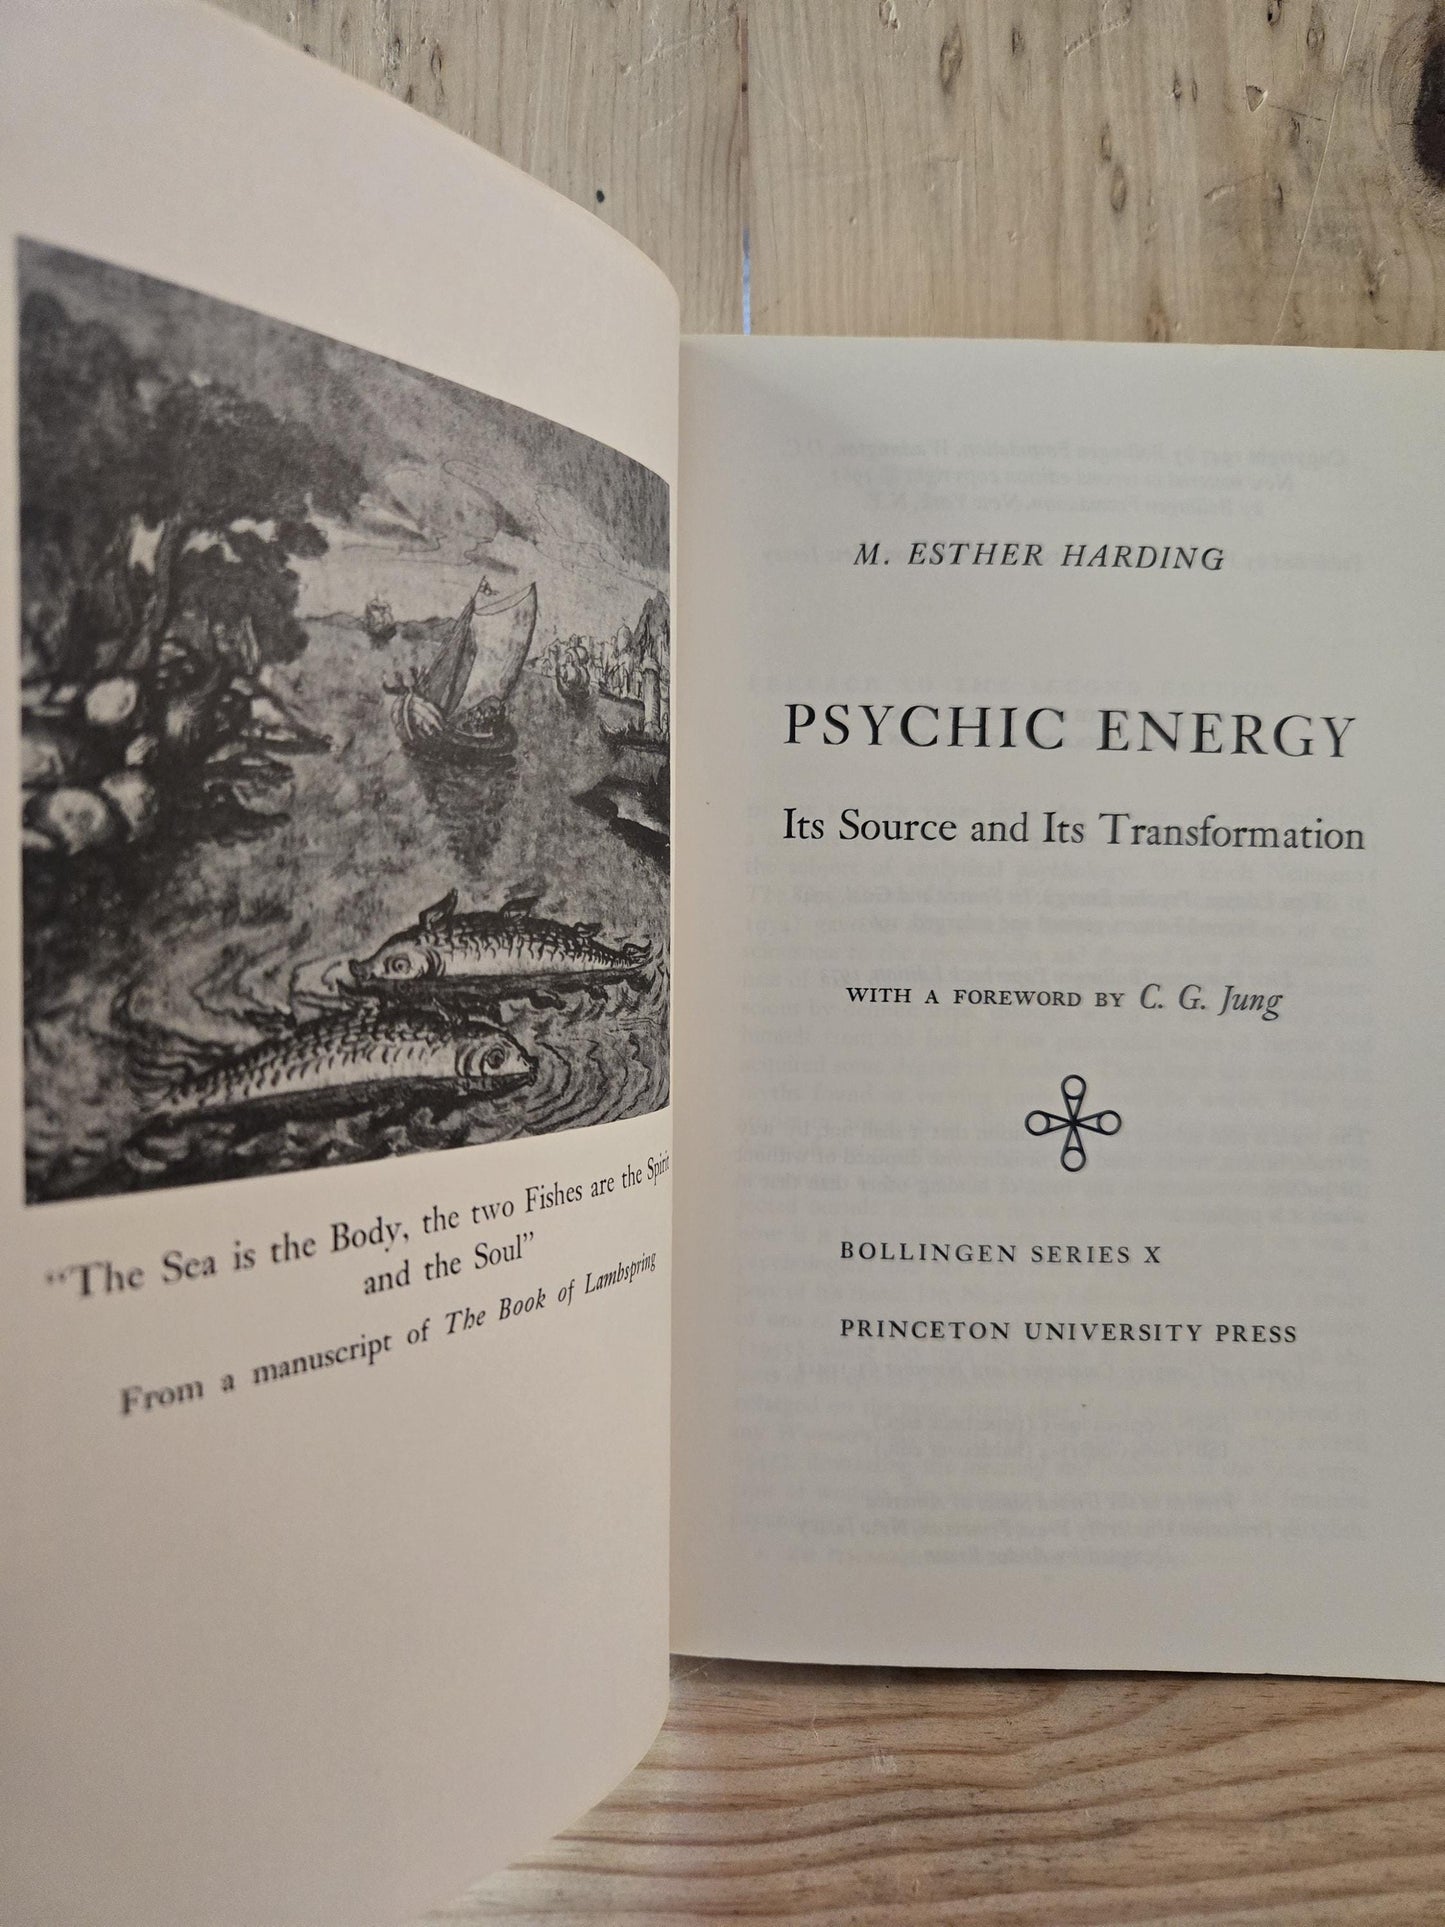 "The Sea is the Body, the two Fishes are the Spirit
and the Soul"
From a manuscript of The Book of Lambspring
M. ESTHER HARDING
PSYCHIC ENERGY
Its Source and Its Transformation
WITH A FOREWORD BY C. G. Jung
BOLLINGEN SERIES X
PRINCETON UNIVERSITY PRESS